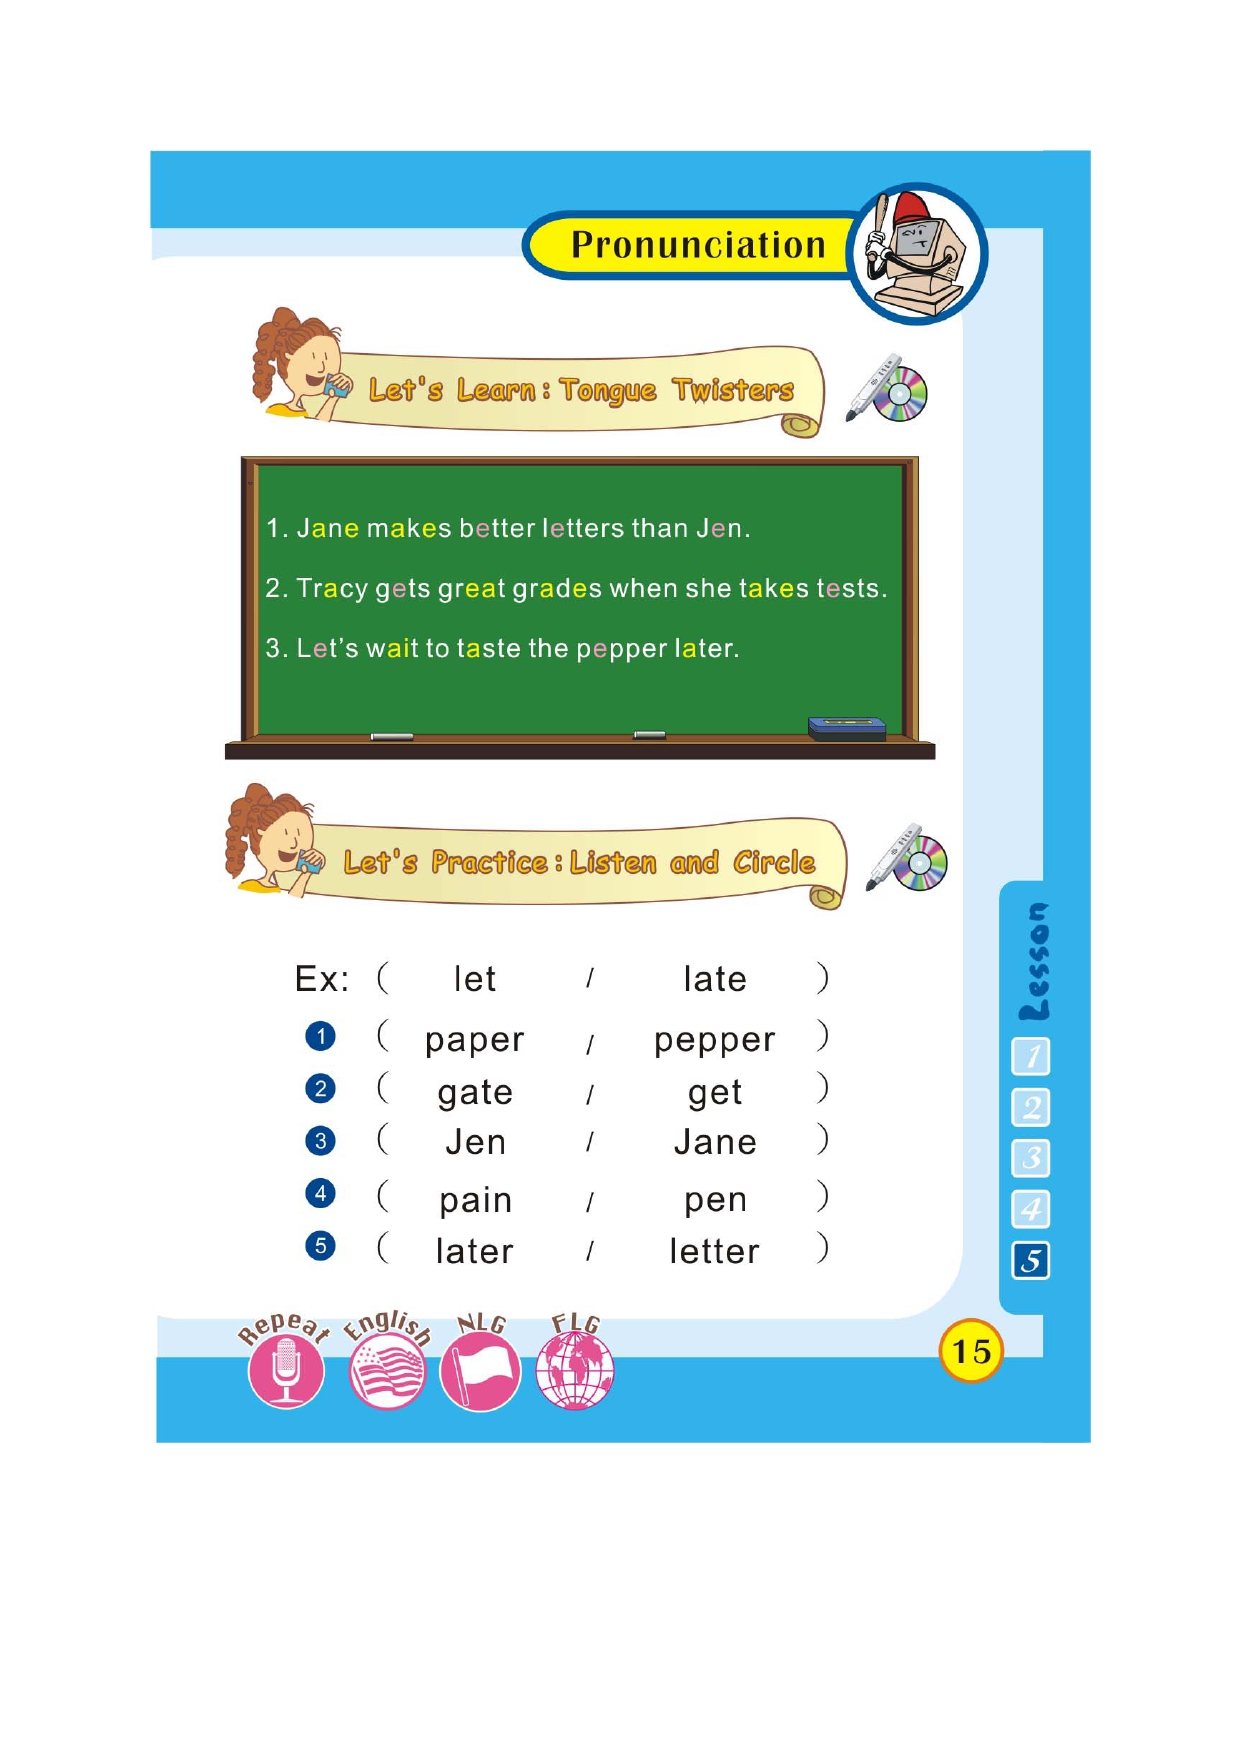 Pronunciation
Let's Learn : Tongue Twisters
1. Jane makes better letters than Jen.
2. Tracy gets great grades when she takes tests.
3. Let’s wait to taste the pepper later.
Let's Practice : Listen and Circle
Ex: ( let / late )
1 ( paper / pepper )
2 ( gate / get )
3 ( Jen / Jane )
4 ( pain / pen )
5 ( later / letter )
Lesson
1
2
3
4
5
Repeat English NLG FLG
15